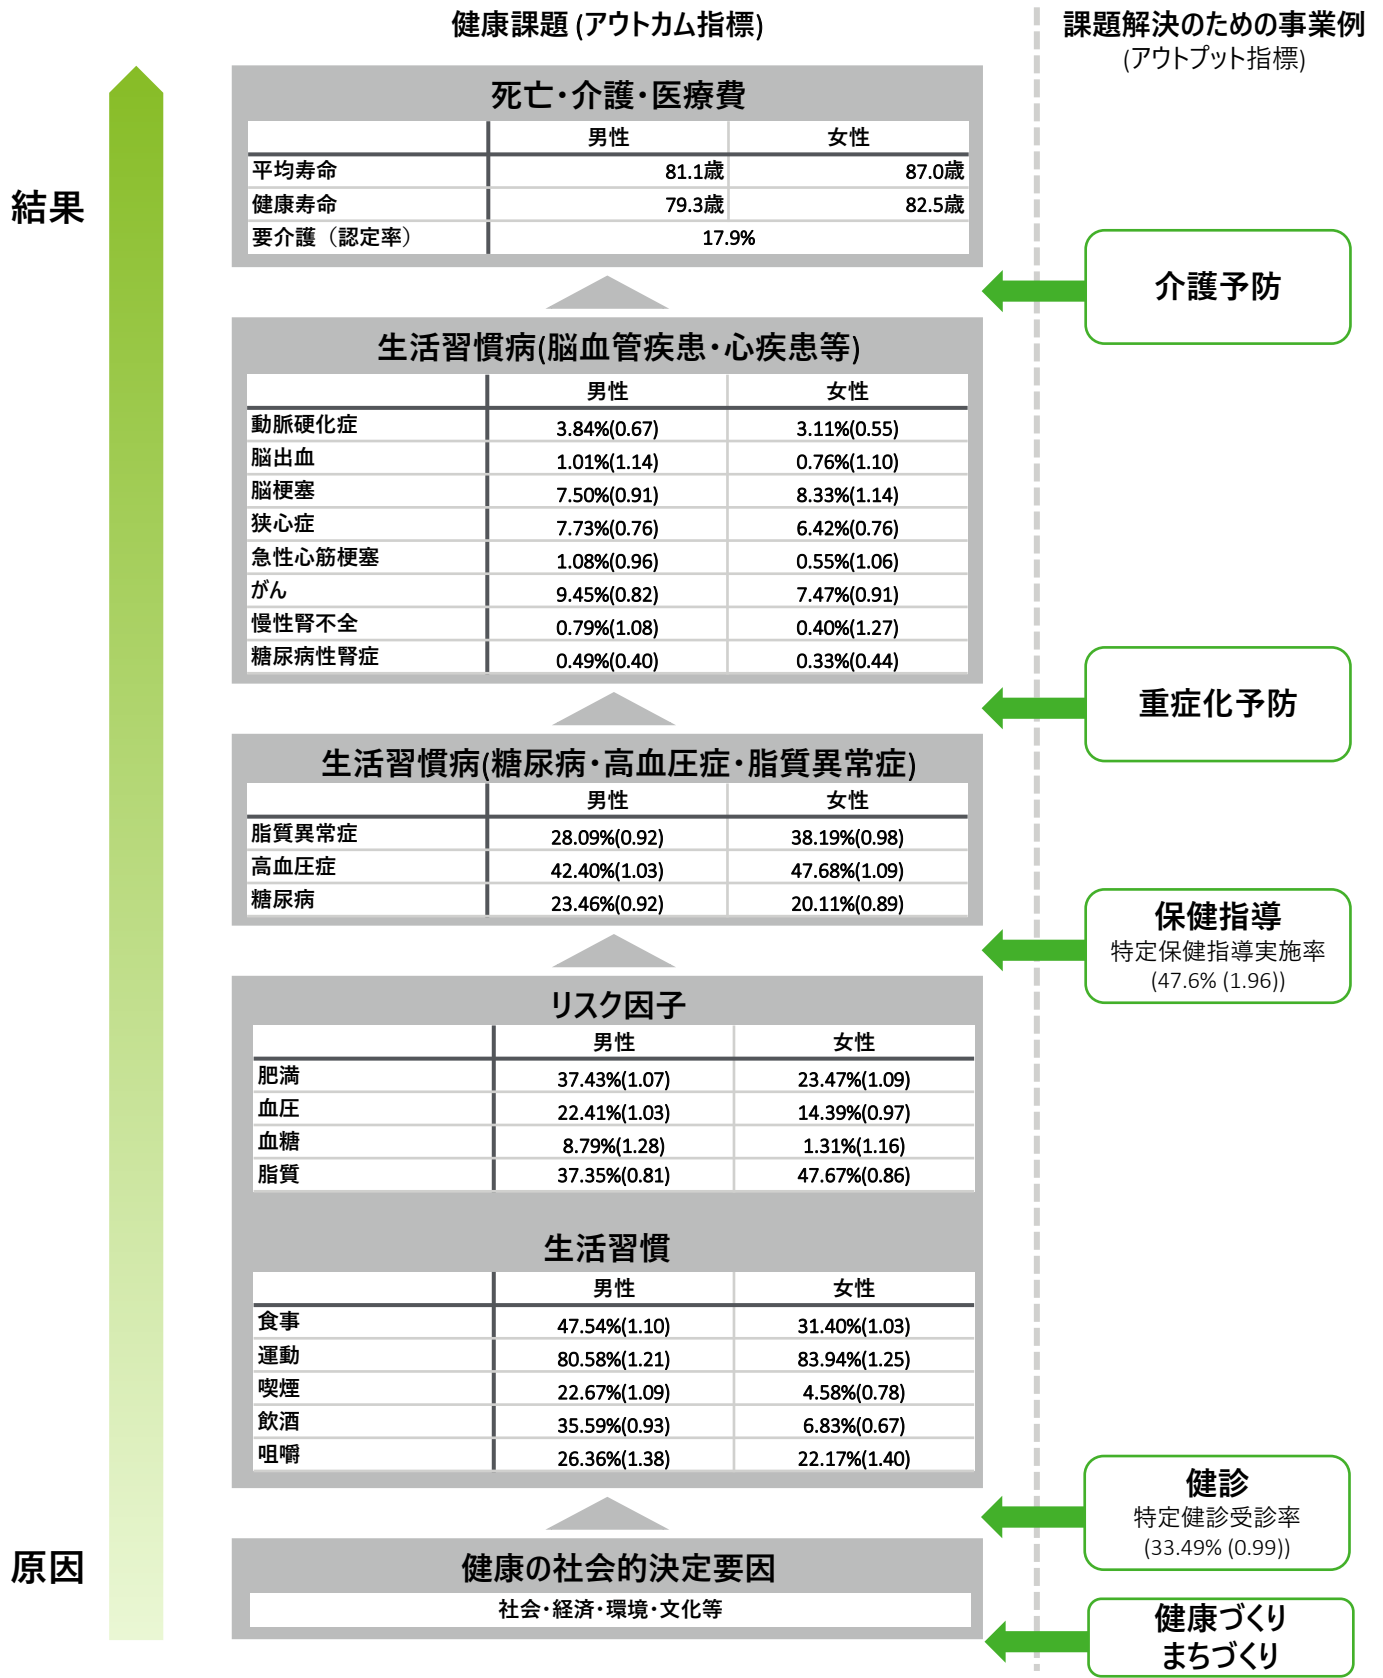 健康課題 (アウトカム指標)
課題解決のための事業例
(アウトプット指標)
結果
死亡・介護・医療費
男性 女性
平均寿命 81.1歳 87.0歳
健康寿命 79.3歳 82.5歳
要介護（認定率） 17.9%
介護予防
生活習慣病(脳血管疾患・心疾患等)
男性 女性
動脈硬化症 3.84%(0.67) 3.11%(0.55)
脳出血 1.01%(1.14) 0.76%(1.10)
脳梗塞 7.50%(0.91) 8.33%(1.14)
狭心症 7.73%(0.76) 6.42%(0.76)
急性心筋梗塞 1.08%(0.96) 0.55%(1.06)
がん 9.45%(0.82) 7.47%(0.91)
慢性腎不全 0.79%(1.08) 0.40%(1.27)
糖尿病性腎症 0.49%(0.40) 0.33%(0.44)
重症化予防
生活習慣病(糖尿病・高血圧症・脂質異常症)
男性 女性
脂質異常症 28.09%(0.92) 38.19%(0.98)
高血圧症 42.40%(1.03) 47.68%(1.09)
糖尿病 23.46%(0.92) 20.11%(0.89)
保健指導
特定保健指導実施率
(47.6% (1.96))
リスク因子
男性 女性
肥満 37.43%(1.07) 23.47%(1.09)
血圧 22.41%(1.03) 14.39%(0.97)
血糖 8.79%(1.28) 1.31%(1.16)
脂質 37.35%(0.81) 47.67%(0.86)
生活習慣
男性 女性
食事 47.54%(1.10) 31.40%(1.03)
運動 80.58%(1.21) 83.94%(1.25)
喫煙 22.67%(1.09) 4.58%(0.78)
飲酒 35.59%(0.93) 6.83%(0.67)
咀嚼 26.36%(1.38) 22.17%(1.40)
健診
特定健診受診率
(33.49% (0.99))
原因
健康の社会的決定要因
社会・経済・環境・文化等
健康づくり
まちづくり